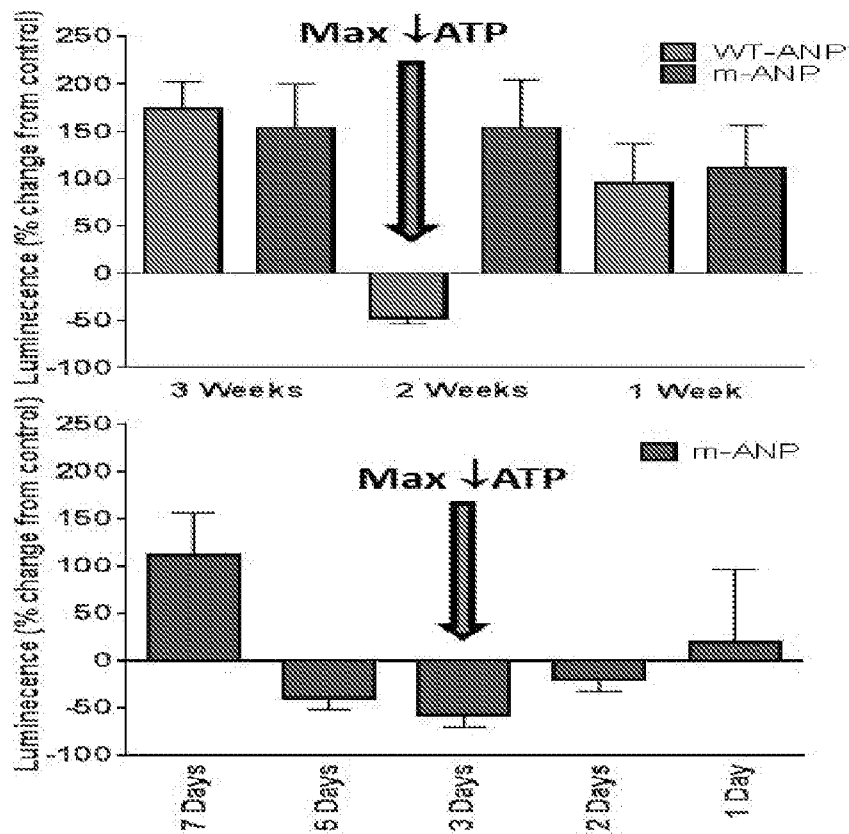 Max ↓ATP
WT-ANP
m-ANP
Luminecence (% change from control)
250
200
150
100
50
0
-50
-100
3 Weeks
2 Weeks
1 Week
Max ↓ATP
m-ANP
Luminecence (% change from control)
250
200
150
100
50
0
-50
-100
7 Days
6 Days
3 Days
2 Days
1 Day